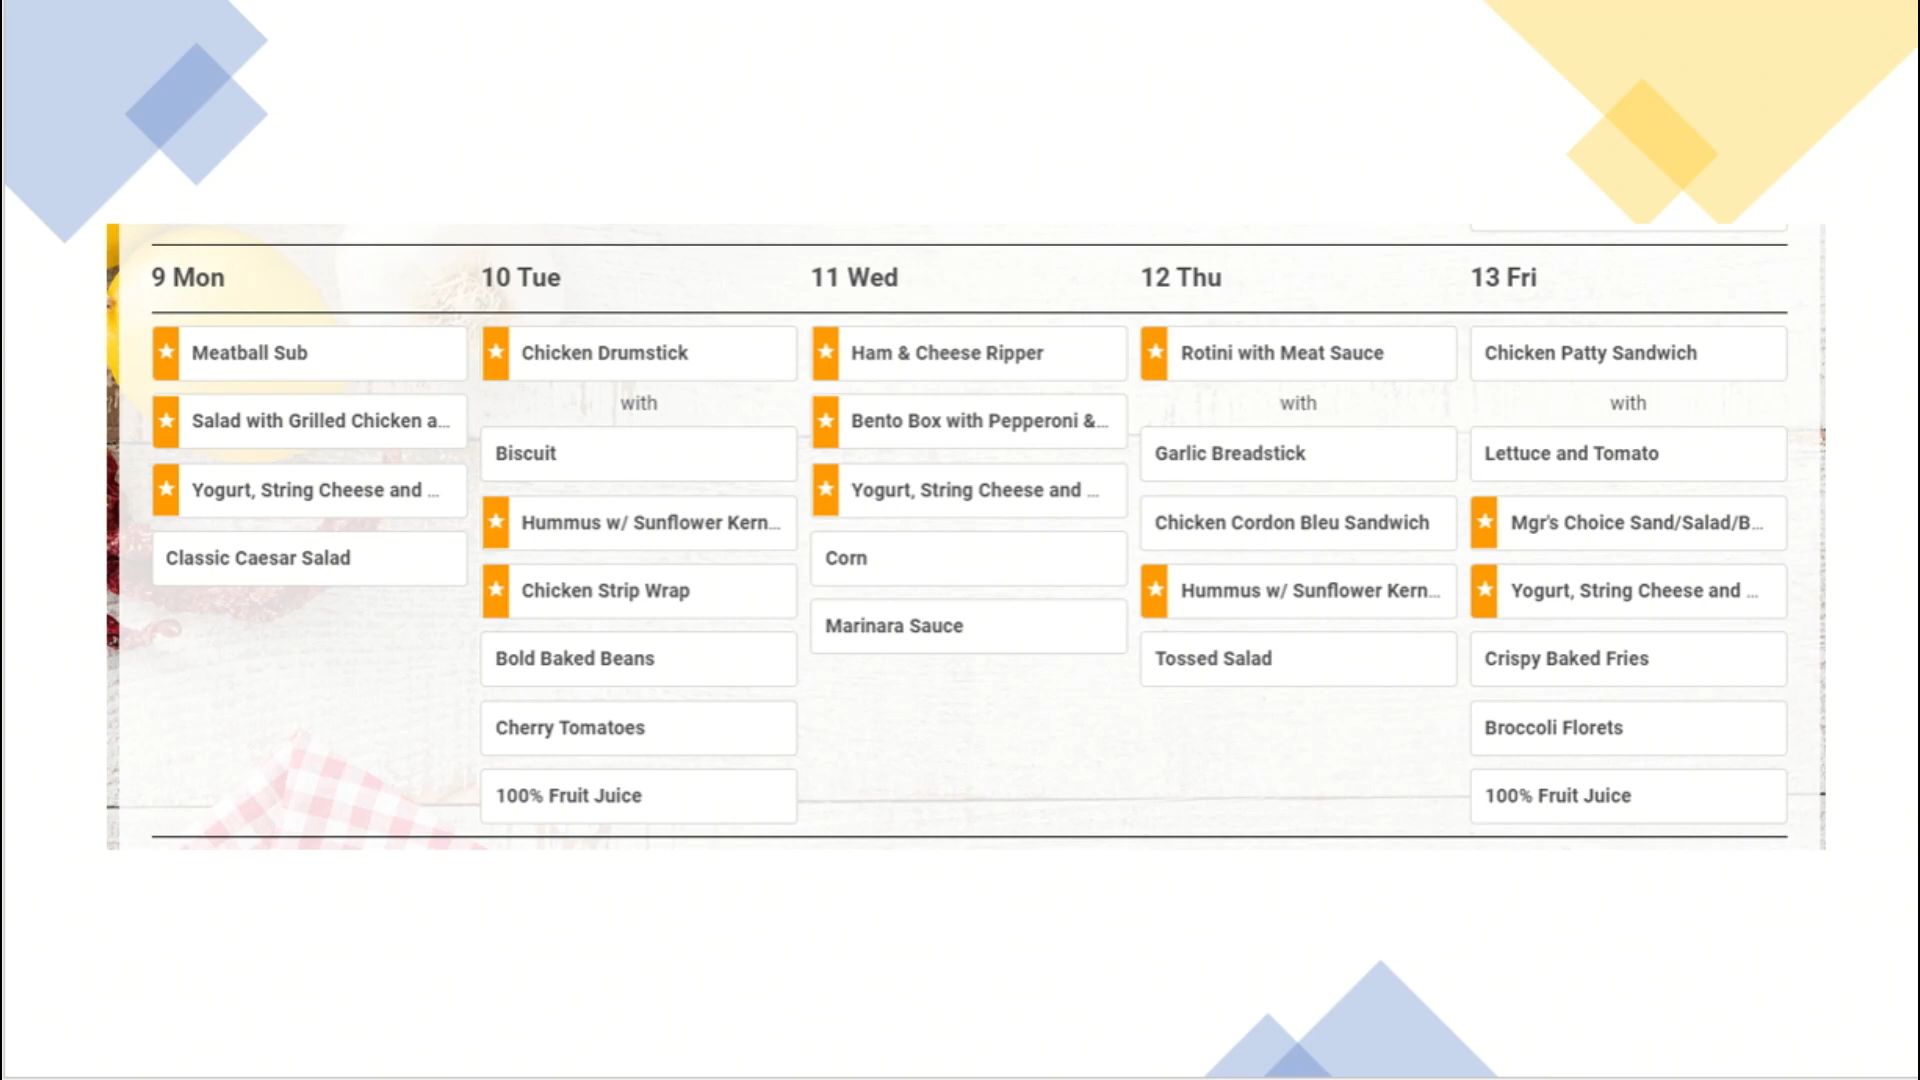 9 Mon
Meatball Sub
Salad with Grilled Chicken a...
Yogurt, String Cheese and ...
Classic Caesar Salad
10 Tue
Chicken Drumstick
with
Biscuit
Hummus w/ Sunflower Kern...
Chicken Strip Wrap
Bold Baked Beans
Cherry Tomatoes
100% Fruit Juice
11 Wed
Ham & Cheese Ripper
Bento Box with Pepperoni &...
Yogurt, String Cheese and ...
Corn
Marinara Sauce
12 Thu
Rotini with Meat Sauce
with
Garlic Breadstick
Chicken Cordon Bleu Sandwich
Hummus w/ Sunflower Kern...
Tossed Salad
13 Fri
Chicken Patty Sandwich
with
Lettuce and Tomato
Mgr's Choice Sand/Salad/B...
Yogurt, String Cheese and ...
Crispy Baked Fries
Broccoli Florets
100% Fruit Juice